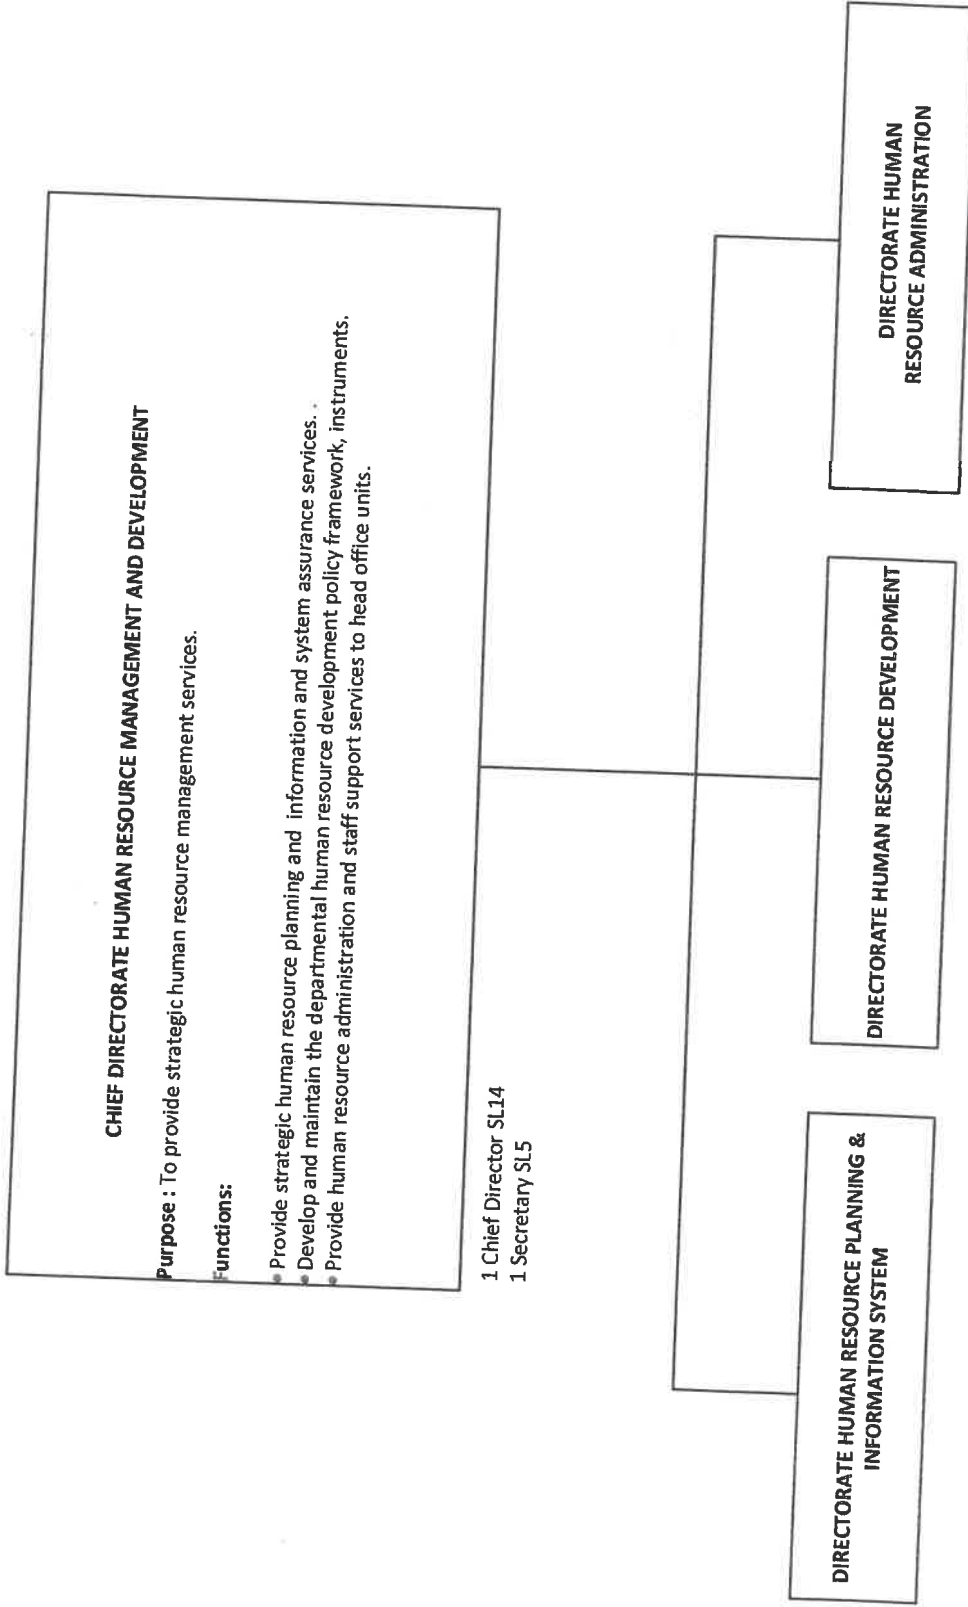 CHIEF DIRECTORATE HUMAN RESOURCE MANAGEMENT AND DEVELOPMENT
Purpose : To provide strategic human resource management services.
Functions:
• Provide strategic human resource planning and information and system assurance services. .
• Develop and maintain the departmental human resource development policy framework, instruments.
• Provide human resource administration and staff support services to head office units.
1 Chief Director SL14
1 Secretary SL5
DIRECTORATE HUMAN RESOURCE PLANNING &
INFORMATION SYSTEM
DIRECTORATE HUMAN RESOURCE DEVELOPMENT
DIRECTORATE HUMAN
RESOURCE ADMINISTRATION